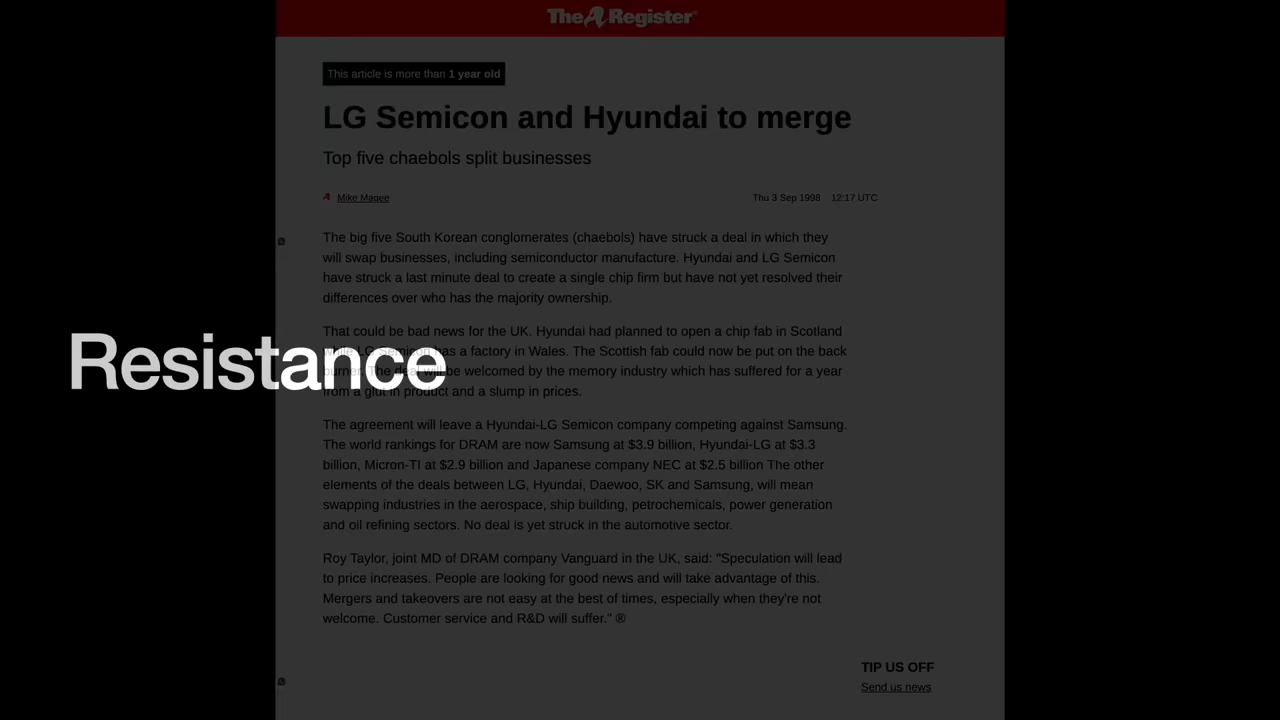 The Register®
This article is more than 1 year old
LG Semicon and Hyundai to merge
Top five chaebols split businesses
Mike Magee Thu 3 Sep 1998 12:17 UTC
The big five South Korean conglomerates (chaebols) have struck a deal in which they
will swap businesses, including semiconductor manufacture. Hyundai and LG Semicon
have struck a last minute deal to create a single chip firm but have not yet resolved their
differences over who has the majority ownership.
That could be bad news for the UK. Hyundai had planned to open a chip fab in Scotland
while LG Semicon has a factory in Wales. The Scottish fab could now be put on the back
burner. The deal will be welcomed by the memory industry which has suffered for a year
from a glut in product and a slump in prices.
Resistance
The agreement will leave a Hyundai-LG Semicon company competing against Samsung.
The world rankings for DRAM are now Samsung at $3.9 billion, Hyundai-LG at $3.3
billion, Micron-TI at $2.9 billion and Japanese company NEC at $2.5 billion The other
elements of the deals between LG, Hyundai, Daewoo, SK and Samsung, will mean
swapping industries in the aerospace, ship building, petrochemicals, power generation
and oil refining sectors. No deal is yet struck in the automotive sector.
Roy Taylor, joint MD of DRAM company Vanguard in the UK, said: "Speculation will lead
to price increases. People are looking for good news and will take advantage of this.
Mergers and takeovers are not easy at the best of times, especially when they're not
welcome. Customer service and R&D will suffer." ®
TIP US OFF
Send us news